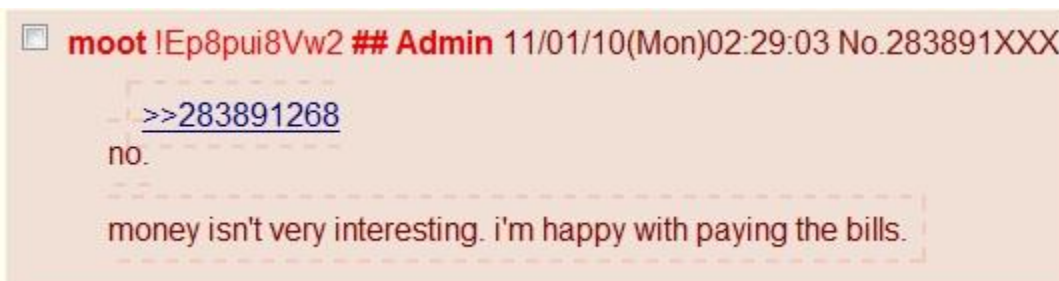 moot !Ep8pui8Vw2 ## Admin 11/01/10(Mon)02:29:03 No.283891XXX
>>283891268
no.
money isn't very interesting. i'm happy with paying the bills.